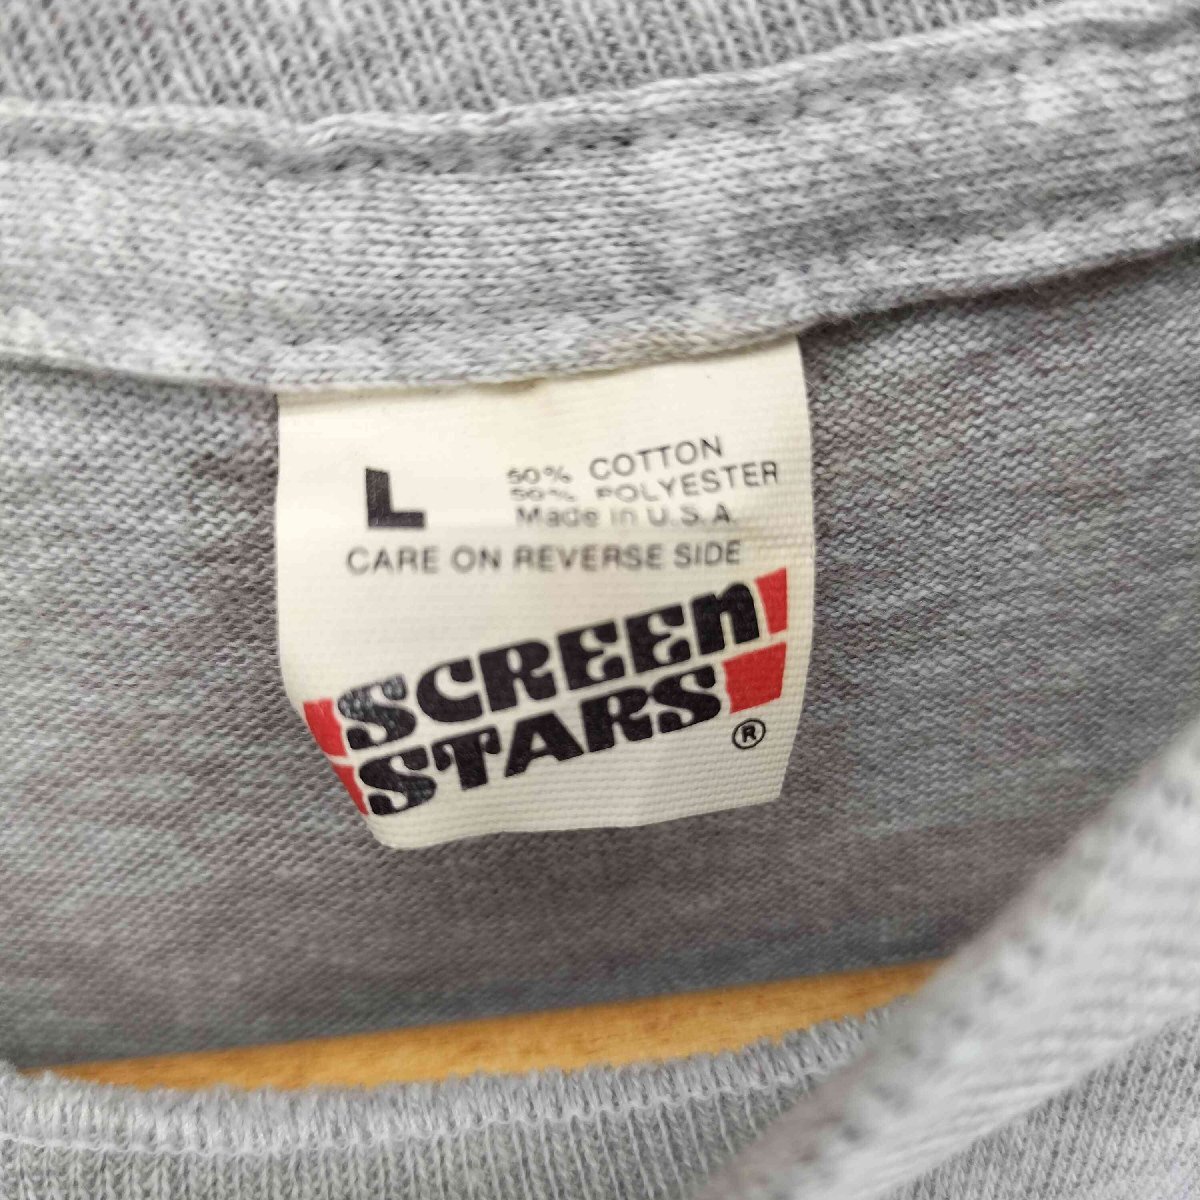 L
50% COTTON
50% POLYESTER
Made in U.S.A.
CARE ON REVERSE SIDE
SCREEn
STARS
®